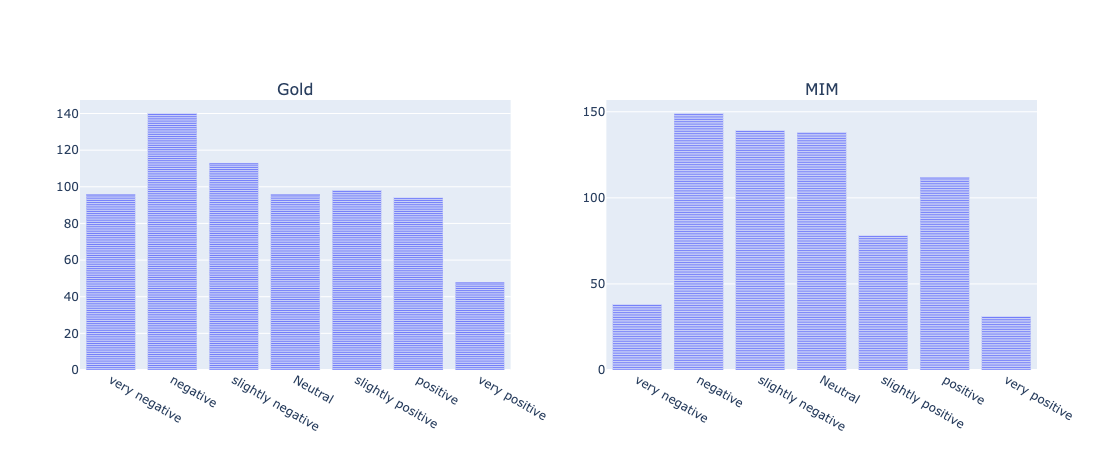 Gold
140
120
100
80
60
40
20
0
very negative
negative
slightly negative
Neutral
slightly positive
positive
very positive
MIM
150
100
50
0
very negative
negative
slightly negative
Neutral
slightly positive
positive
very positive